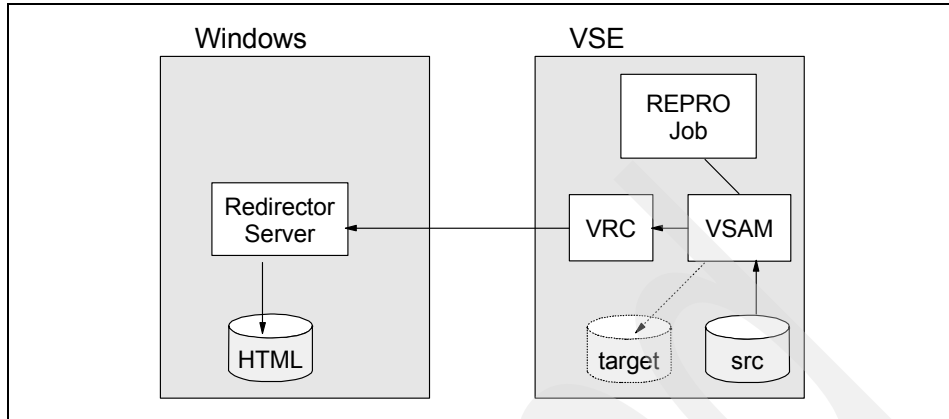 Windows
VSE
REPRO
Job
Redirector
Server
VRC
VSAM
HTML
target
src